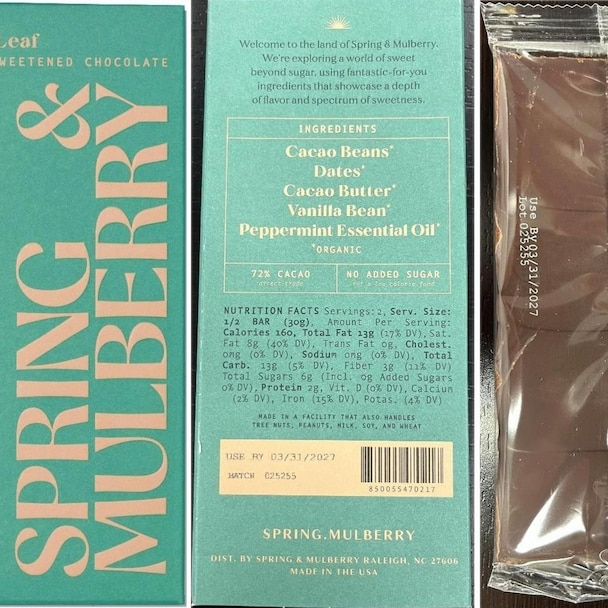 Leaf
WEETENED CHOCOLATE
SPRING &
MULBERRY
Welcome to the land of Spring & Mulberry.
We're exploring a world of sweet
beyond sugar, using fantastic-for-you
ingredients that showcase a depth
of flavor and spectrum of sweetness.
INGREDIENTS
Cacao Beans*
Dates*
Cacao Butter*
Vanilla Bean*
Peppermint Essential Oil*
*ORGANIC
72% CACAO
direct trade
NO ADDED SUGAR
not a low calorie food
NUTRITION FACTS Servings: 2, Serv. Size:
1/2 BAR (30g), Amount Per Serving:
Calories 160, Total Fat 13g (17% DV), Sat.
Fat 8g (40% DV), Trans Fat 0g, Cholest.
0mg (0% DV), Sodium 0mg (0% DV), Total
Carb. 13g (5% DV), Fiber 3g (11% DV)
Total Sugars 6g (Incl. 0g Added Sugars
0% DV), Protein 2g, Vit. D (0% DV), Calcium
(2% DV), Iron (15% DV), Potas. (4% DV)
MADE IN A FACILITY THAT ALSO HANDLES
TREE NUTS, PEANUTS, MILK, SOY, AND WHEAT
USE BY 03/31/2027
BATCH 025255
850055470217
SPRING.MULBERRY
DIST. BY SPRING & MULBERRY RALEIGH, NC 27606
MADE IN THE USA
Use By 03/31/2027
Lot 025255